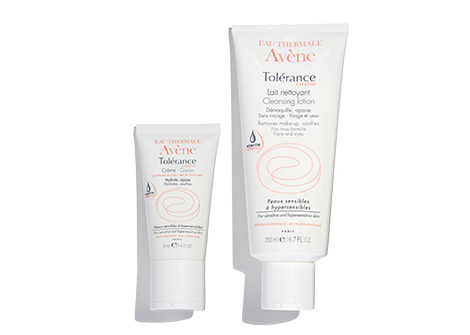 EAU THERMALE
Avène
Tolérance
EXTRÊME
Crème - Cream
Hydrate, apaise
Hydrates, soothes
stérile
Peaux sensibles à hypersensibles
For sensitive and hypersensitive skin
PARIS
EAU THERMALE
Avène
Tolérance
EXTRÊME
Lait nettoyant
Cleansing lotion
Démaquille, apaise
Sans rinçage - Visage et yeux
Removes make-up, soothes
No-rinse formula
Face and eyes
stérile
Peaux sensibles
à hypersensibles
For sensitive and hypersensitive skin
PARIS
200 ml e / 6.7 FL.OZ